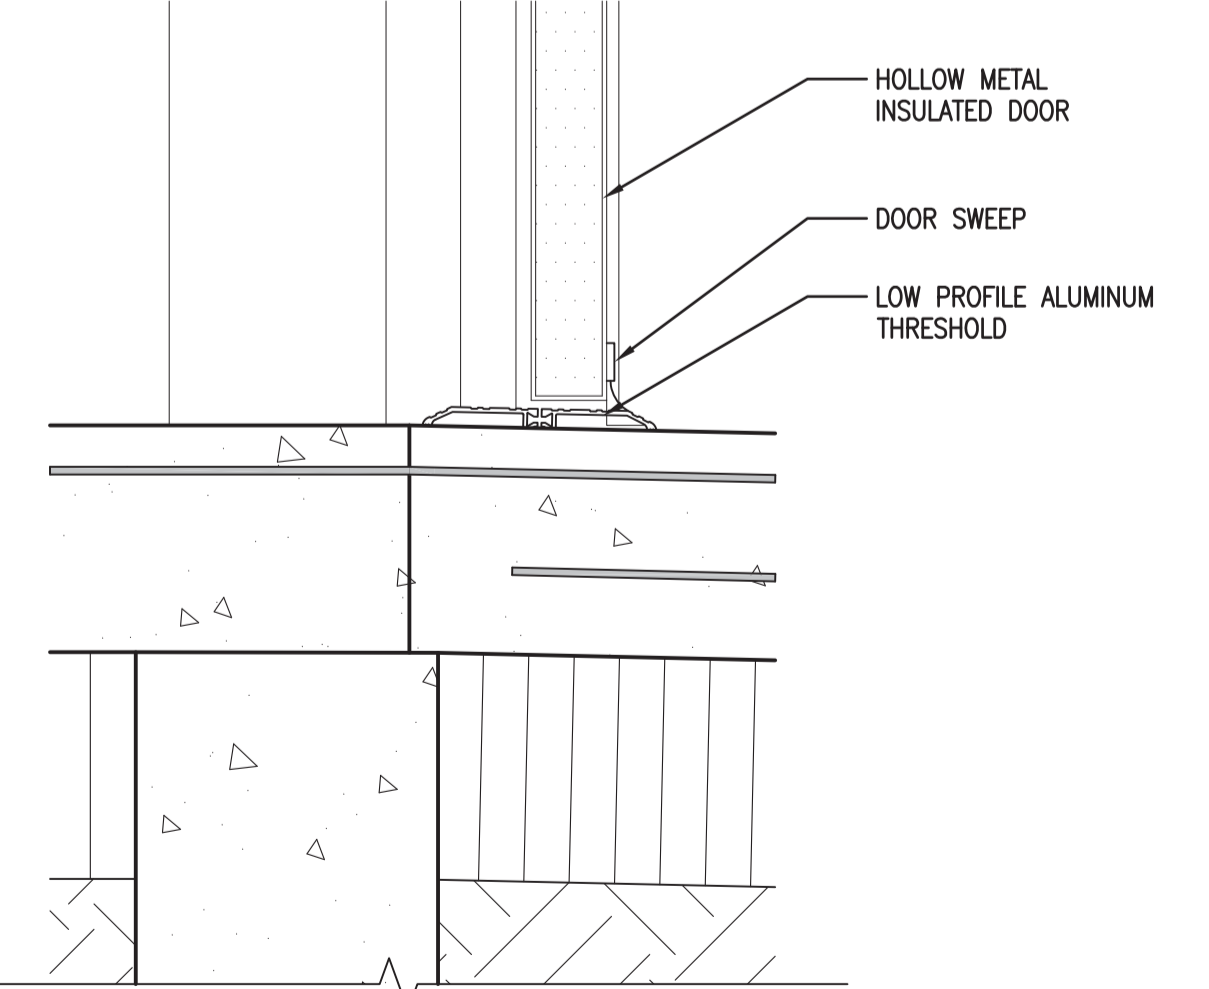 HOLLOW METAL
INSULATED DOOR
DOOR SWEEP
LOW PROFILE ALUMINUM
THRESHOLD